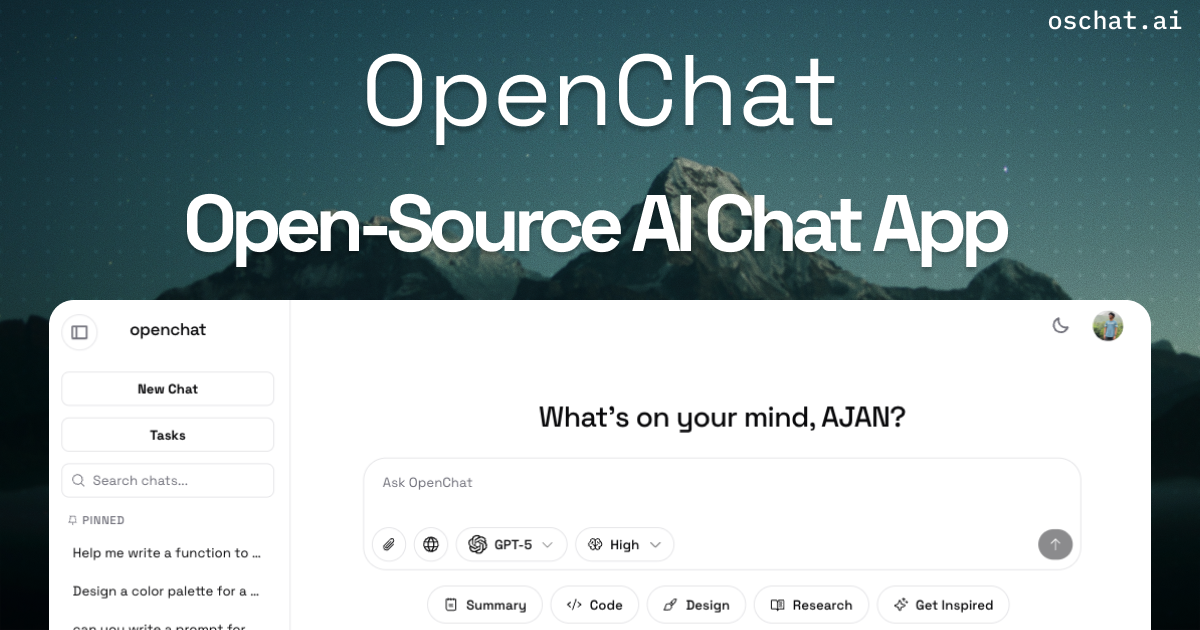 oschat.ai
OpenChat
Open-Source AI Chat App
openchat
New Chat
Tasks
Search chats...
PINNED
Help me write a function to ...
Design a color palette for a ...
can you write a prompt for
What's on your mind, AJAN?
Ask OpenChat
GPT-5
High
Summary
Code
Design
Research
Get Inspired